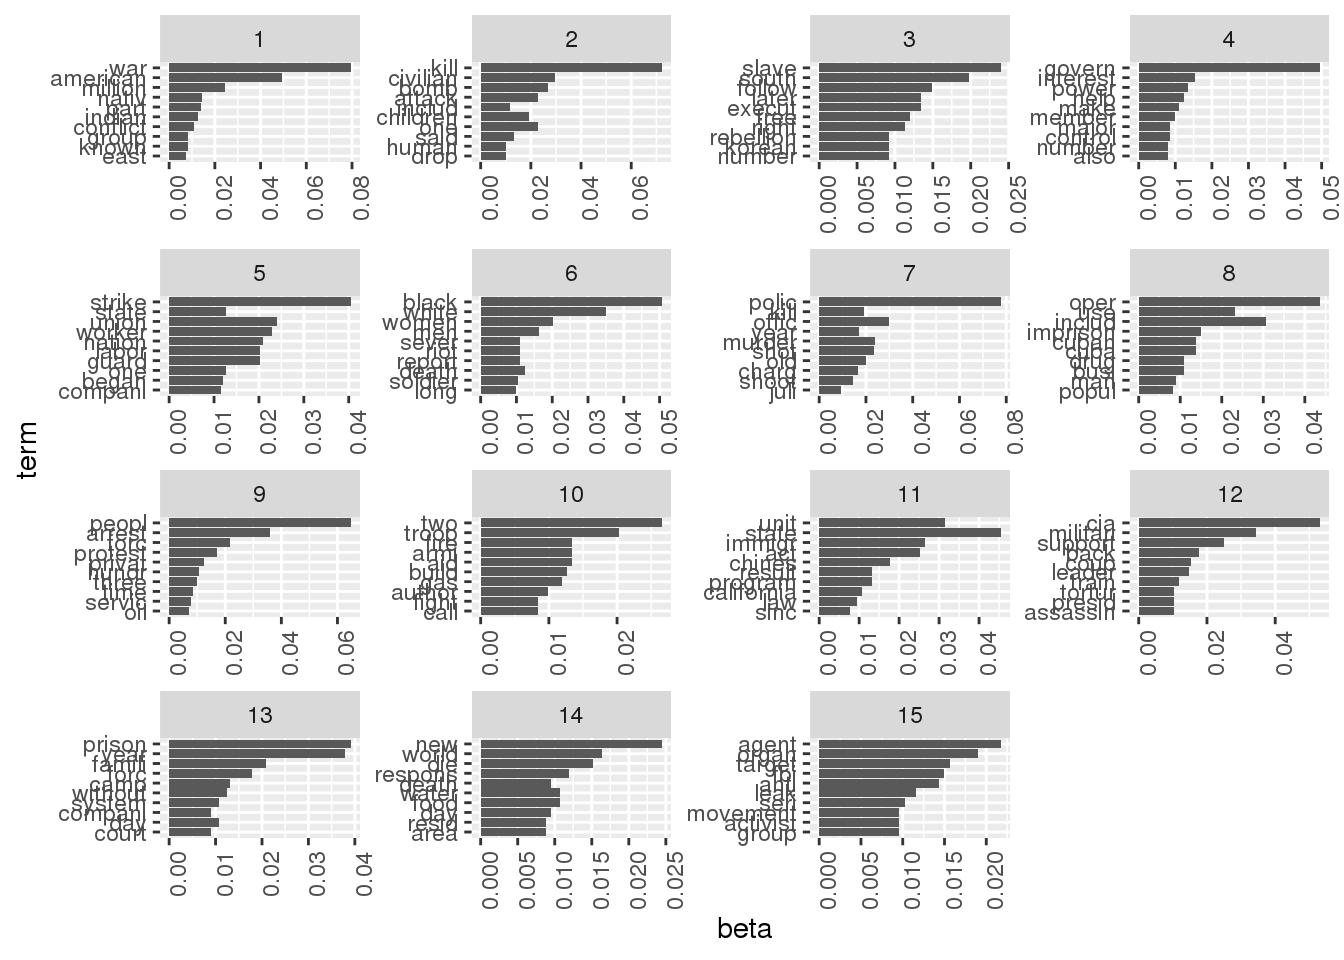 1
war
american
million
nativ
part
indian
conflict
group
known
east
0.00
0.02
0.04
0.06
0.08
2
kill
civilian
bomb
attack
includ
children
one
said
human
drop
0.00
0.02
0.04
0.06
3
slave
south
follow
later
execut
free
right
rebellion
korean
number
0.000
0.005
0.010
0.015
0.020
0.025
4
govern
interest
power
help
make
member
major
control
number
also
0.00
0.01
0.02
0.03
0.04
0.05
5
strike
state
union
worker
nation
labor
guard
one
began
compani
0.00
0.01
0.02
0.03
0.04
6
black
white
women
men
sever
riot
report
death
soldier
long
0.00
0.01
0.02
0.03
0.04
0.05
7
polic
kill
offic
year
murder
shot
old
charg
shoot
juli
0.00
0.02
0.04
0.06
0.08
8
oper
use
includ
imprison
cuban
cuba
drug
busi
man
popul
0.00
0.01
0.02
0.03
0.04
term
9
peopl
arrest
forc
protest
privat
hundr
three
time
servic
oil
0.00
0.02
0.04
0.06
10
two
troop
fire
armi
aid
build
gas
author
fight
call
0.00
0.01
0.02
11
unit
state
immigr
act
chines
result
program
california
law
sinc
0.00
0.01
0.02
0.03
0.04
12
cia
militari
support
back
coup
leader
train
tortur
presid
assassin
0.00
0.02
0.04
13
prison
year
famili
forc
camp
without
system
compani
day
court
0.00
0.01
0.02
0.03
0.04
14
new
world
die
respons
death
water
food
day
resid
area
0.000
0.005
0.010
0.015
0.020
0.025
15
agent
organ
target
fbi
anti
leak
sent
movement
activist
group
0.000
0.005
0.010
0.015
0.020
beta